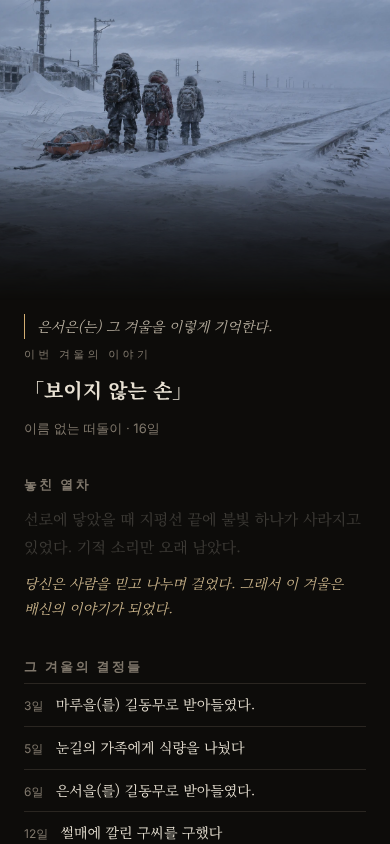 은서은(는) 그 겨울을 이렇게 기억한다.
이번 겨울의 이야기
「보이지 않는 손」
이름 없는 떠돌이 · 16일
놓친 열차
선로에 닿았을 때 지평선 끝에 불빛 하나가 사라지고
있었다. 기적 소리만 오래 남았다.
당신은 사람을 믿고 나누며 걸었다. 그래서 이 겨울은
배신의 이야기가 되었다.
그 겨울의 결정들
3일 마루을(를) 길동무로 받아들였다.
5일 눈길의 가족에게 식량을 나눴다
6일 은서을(를) 길동무로 받아들였다.
12일 썰매에 깔린 구씨를 구했다